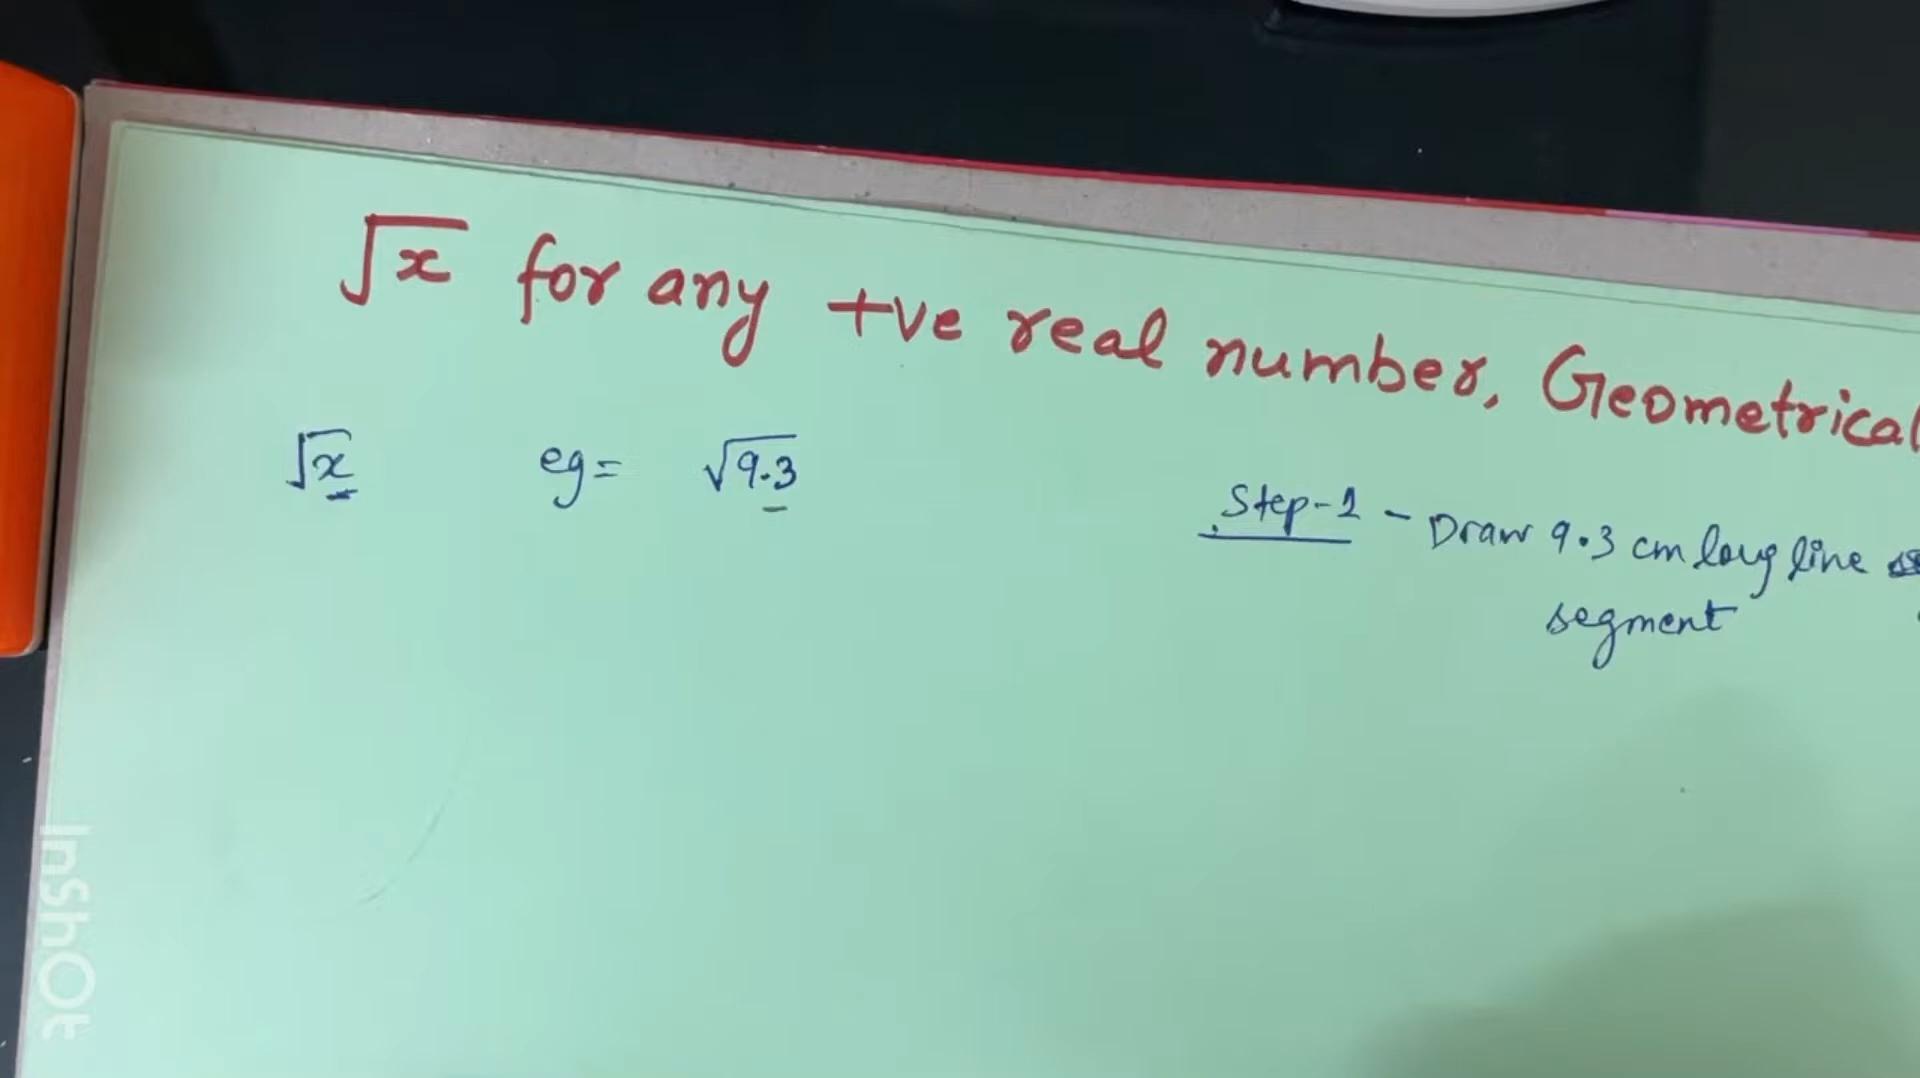 √x for any +ve real number, Geometrical
√x eg= √9.3
Step-1 - Draw 9.3 cm long line
segment
InShOt